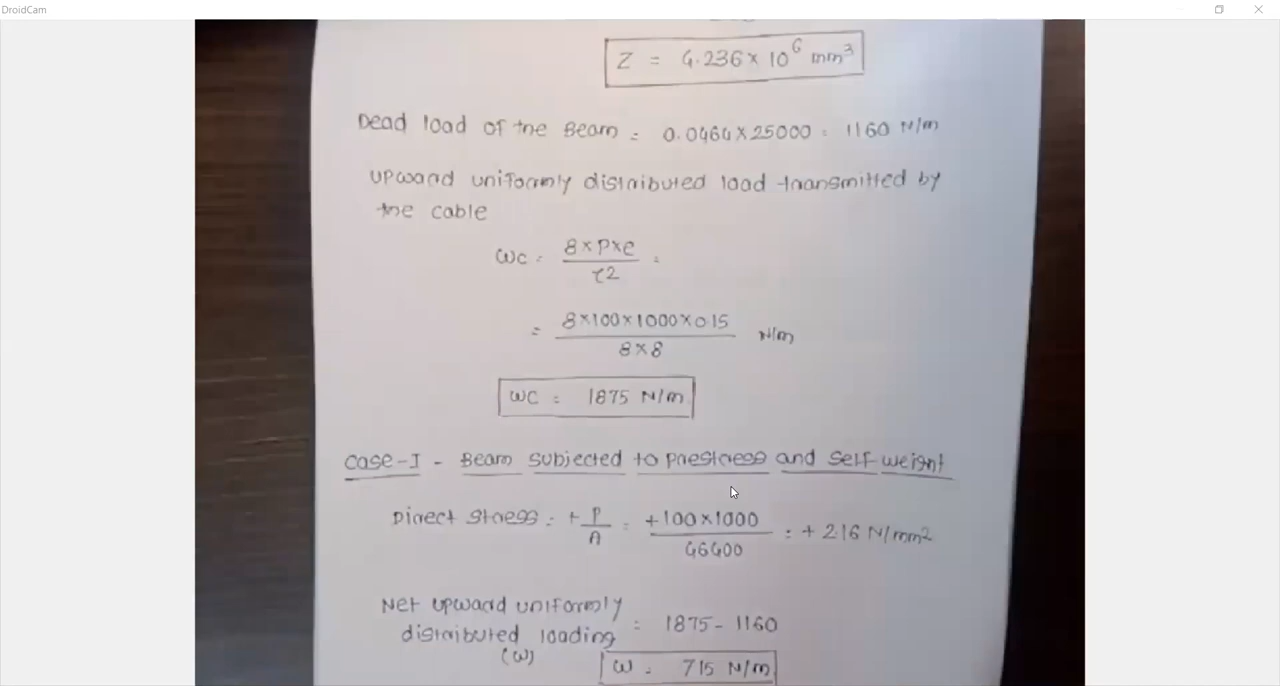 DroidCam
Z = 4.236 × 10⁶ mm³
Dead load of the Beam = 0.0464 × 25000 = 1160 N/m
upward uniformly distributed load transmitted by
the cable
wc = 8×P×e / l2 =
= 8×100×1000×0.15 / 8×8 N/m
wc = 1875 N/m
Case-I - Beam subjected to prestress and self weight
Direct stress = + P/A = +100×1000 / 46400 = + 2.16 N/mm2
Net upward uniformly
distributed loading = 1875 - 1160
(w)
w = 715 N/m